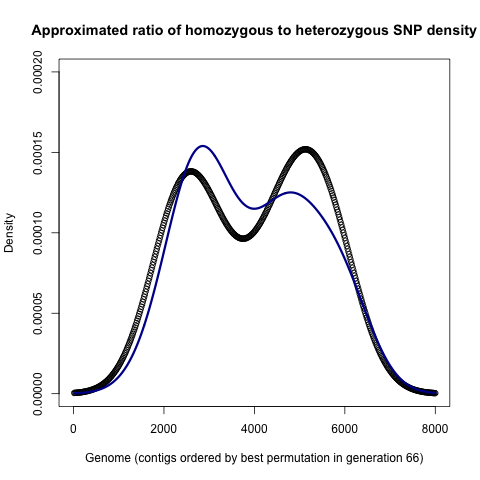 Approximated ratio of homozygous to heterozygous SNP density
0.00020
0.00015
0.00010
0.00005
0.00000
Density
0 2000 4000 6000 8000
Genome (contigs ordered by best permutation in generation 66)